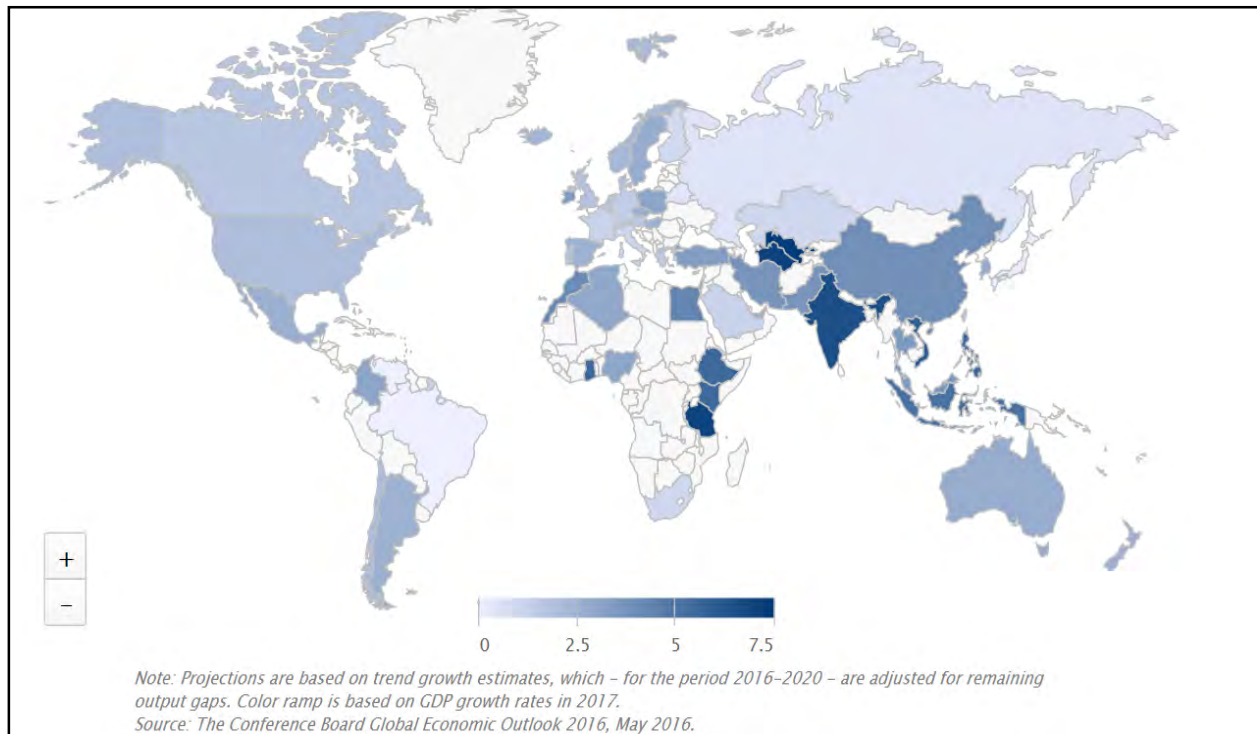 +
−
0 2.5 5 7.5
Note: Projections are based on trend growth estimates, which – for the period 2016–2020 – are adjusted for remaining
output gaps. Color ramp is based on GDP growth rates in 2017.
Source: The Conference Board Global Economic Outlook 2016, May 2016.